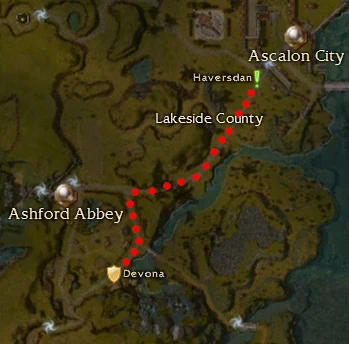 Ascalon City
Haversdan
Lakeside County
Ashford Abbey
Devona